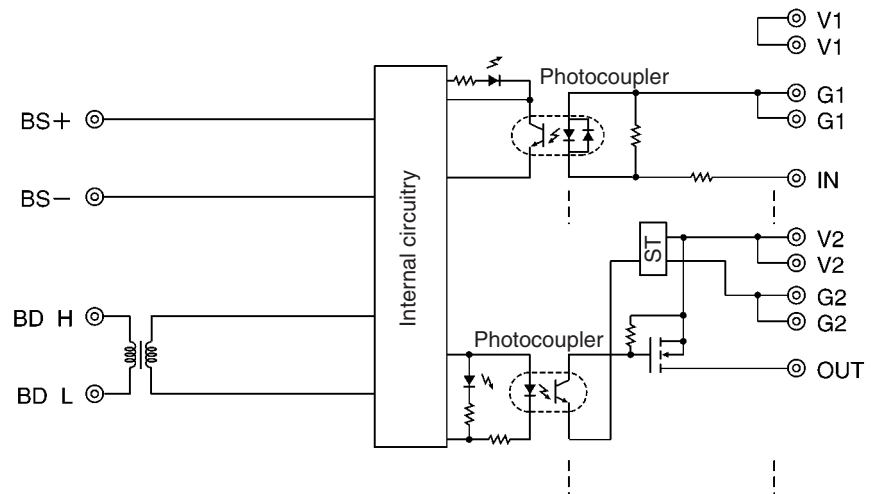 V1
V1
Photocoupler
G1
G1
BS+
IN
BS−
Internal circuitry
ST
V2
V2
G2
G2
BD H
Photocoupler
OUT
BD L